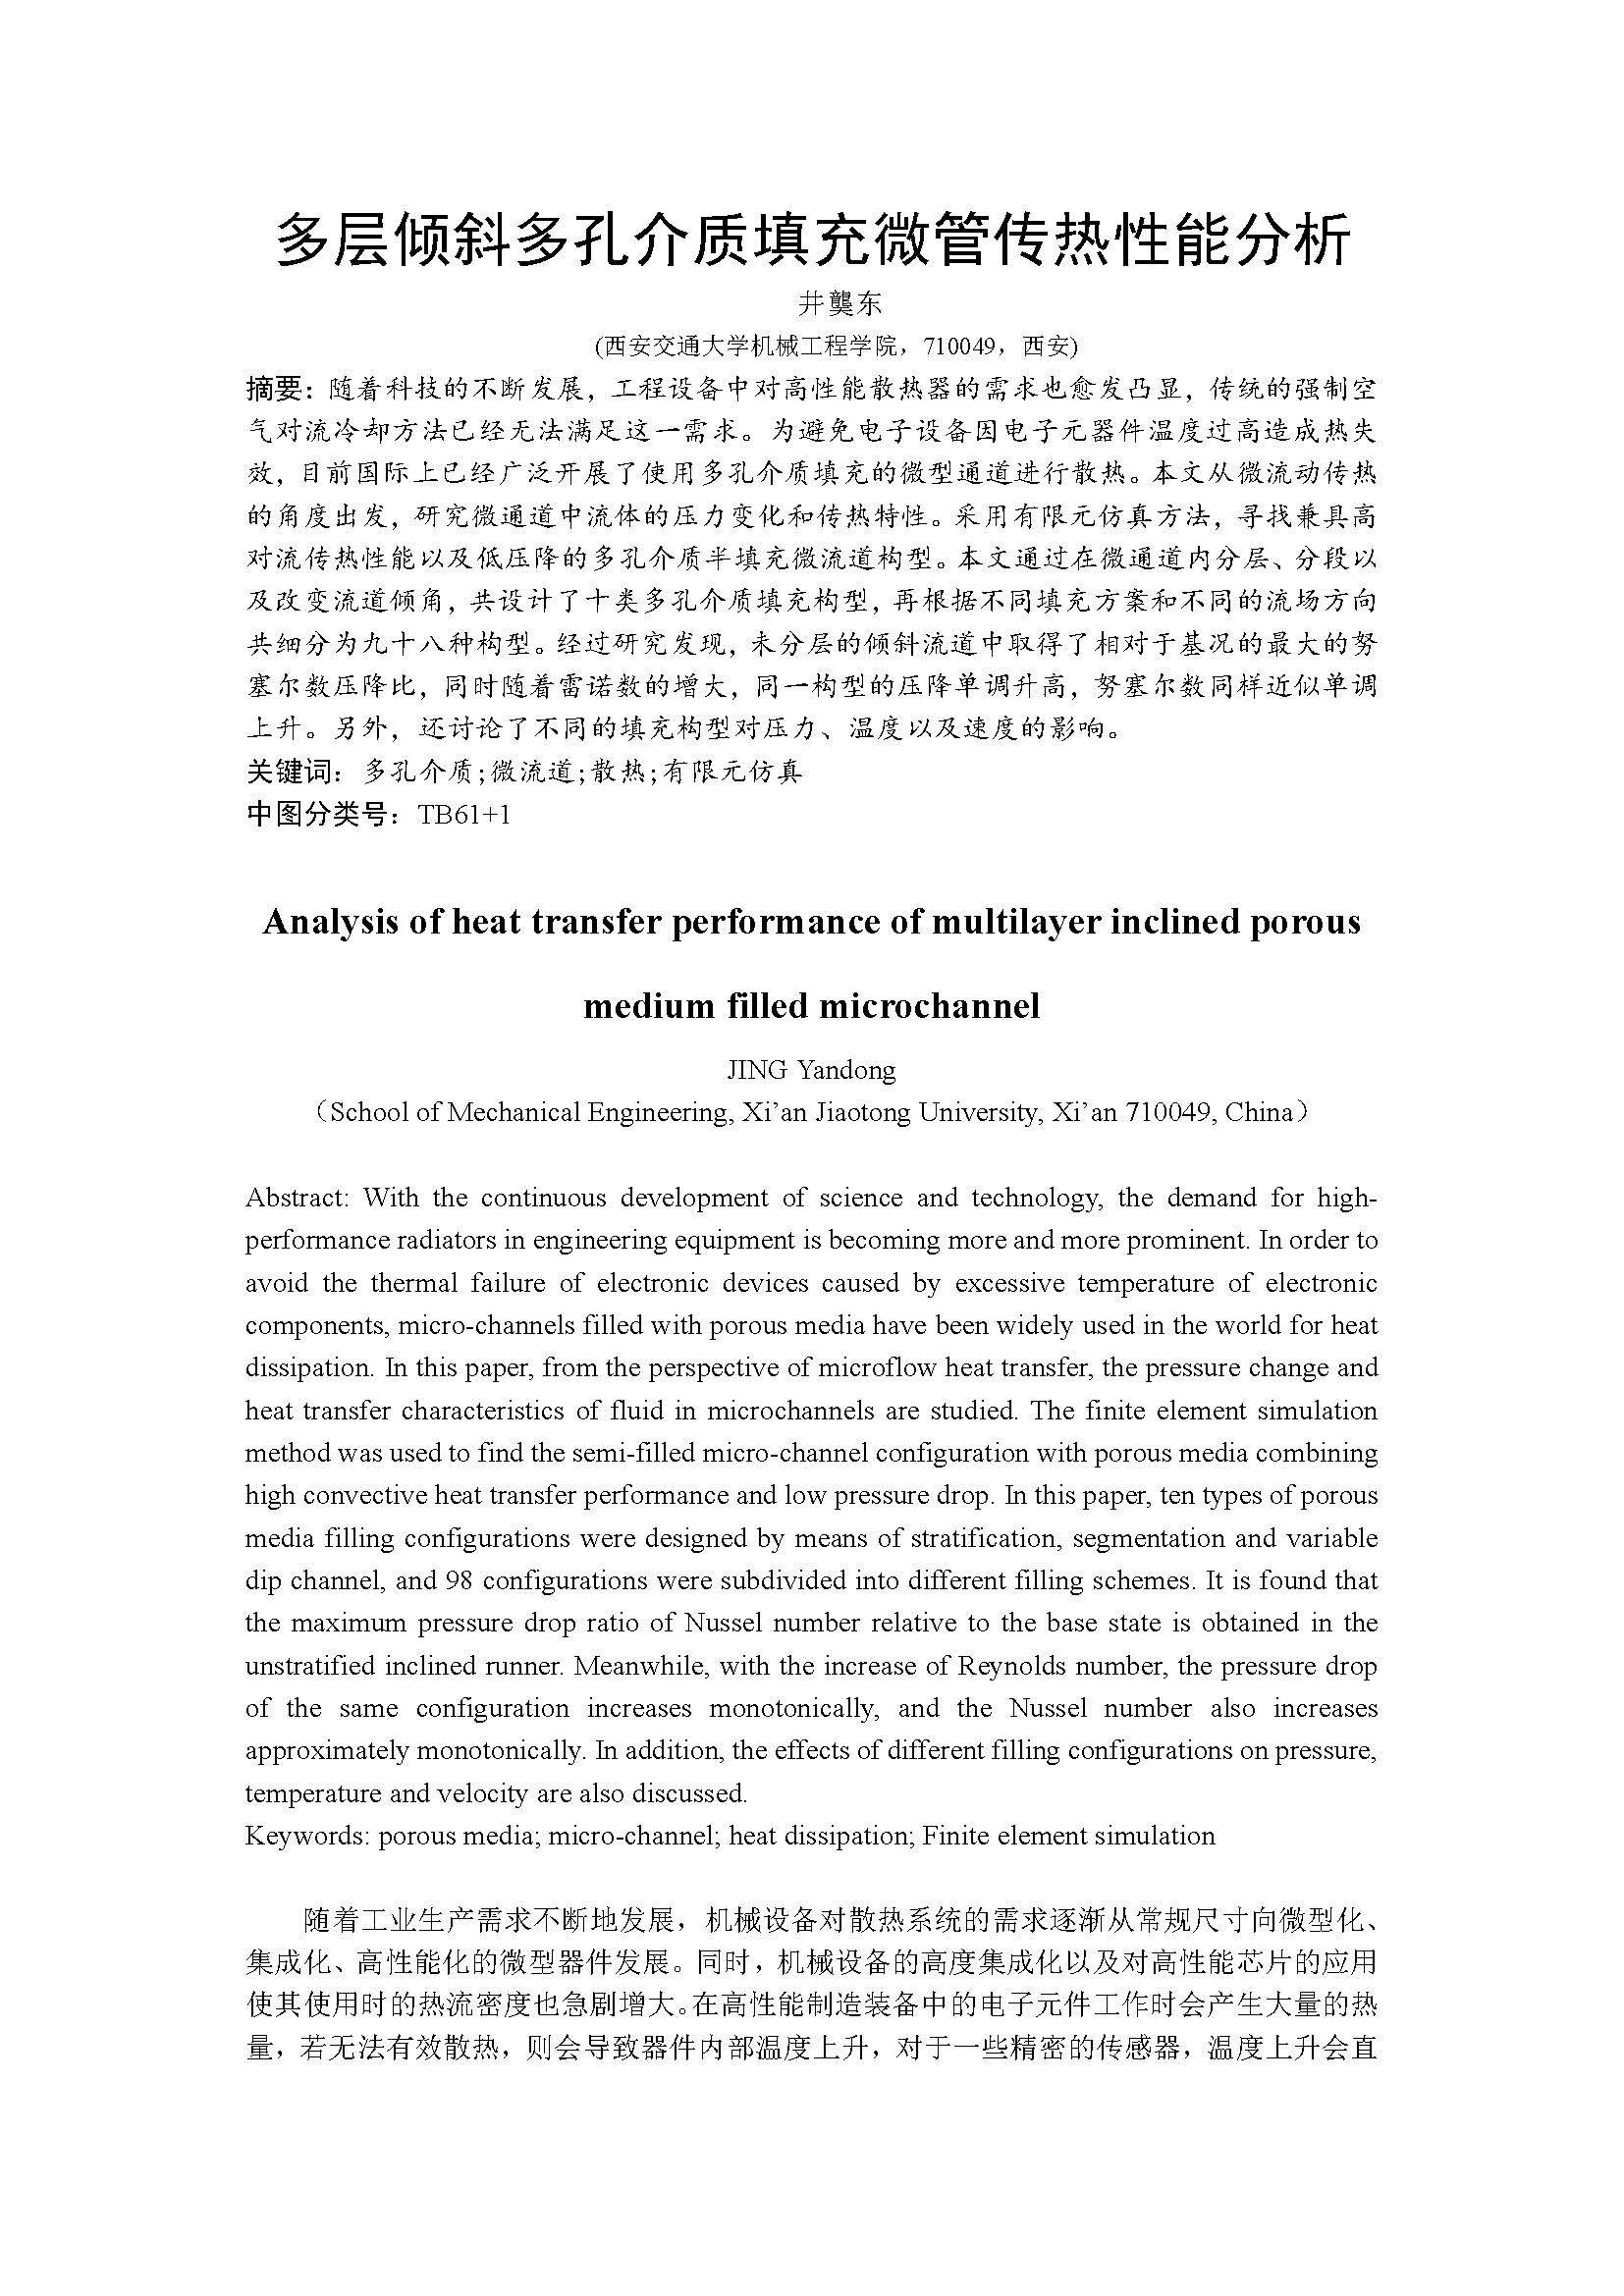 多层倾斜多孔介质填充微管传热性能分析
井龑东
(西安交通大学机械工程学院，710049，西安)
摘要：随着科技的不断发展，工程设备中对高性能散热器的需求也愈发凸显，传统的强制空
气对流冷却方法已经无法满足这一需求。为避免电子设备因电子元器件温度过高造成热失
效，目前国际上已经广泛开展了使用多孔介质填充的微型通道进行散热。本文从微流动传热
的角度出发，研究微通道中流体的压力变化和传热特性。采用有限元仿真方法，寻找兼具高
对流传热性能以及低压降的多孔介质半填充微流道构型。本文通过在微通道内分层、分段以
及改变流道倾角，共设计了十类多孔介质填充构型，再根据不同填充方案和不同的流场方向
共细分为九十八种构型。经过研究发现，未分层的倾斜流道中取得了相对于基况的最大的努
塞尔数压降比，同时随着雷诺数的增大，同一构型的压降单调升高，努塞尔数同样近似单调
上升。另外，还讨论了不同的填充构型对压力、温度以及速度的影响。
关键词：多孔介质;微流道;散热;有限元仿真
中图分类号：TB61+1
Analysis of heat transfer performance of multilayer inclined porous
medium filled microchannel
JING Yandong
（School of Mechanical Engineering, Xi’an Jiaotong University, Xi’an 710049, China）
Abstract: With the continuous development of science and technology, the demand for high-
performance radiators in engineering equipment is becoming more and more prominent. In order to
avoid the thermal failure of electronic devices caused by excessive temperature of electronic
components, micro-channels filled with porous media have been widely used in the world for heat
dissipation. In this paper, from the perspective of microflow heat transfer, the pressure change and
heat transfer characteristics of fluid in microchannels are studied. The finite element simulation
method was used to find the semi-filled micro-channel configuration with porous media combining
high convective heat transfer performance and low pressure drop. In this paper, ten types of porous
media filling configurations were designed by means of stratification, segmentation and variable
dip channel, and 98 configurations were subdivided into different filling schemes. It is found that
the maximum pressure drop ratio of Nussel number relative to the base state is obtained in the
unstratified inclined runner. Meanwhile, with the increase of Reynolds number, the pressure drop
of the same configuration increases monotonically, and the Nussel number also increases
approximately monotonically. In addition, the effects of different filling configurations on pressure,
temperature and velocity are also discussed.
Keywords: porous media; micro-channel; heat dissipation; Finite element simulation
随着工业生产需求不断地发展，机械设备对散热系统的需求逐渐从常规尺寸向微型化、
集成化、高性能化的微型器件发展。同时，机械设备的高度集成化以及对高性能芯片的应用
使其使用时的热流密度也急剧增大。在高性能制造装备中的电子元件工作时会产生大量的热
量，若无法有效散热，则会导致器件内部温度上升，对于一些精密的传感器，温度上升会直